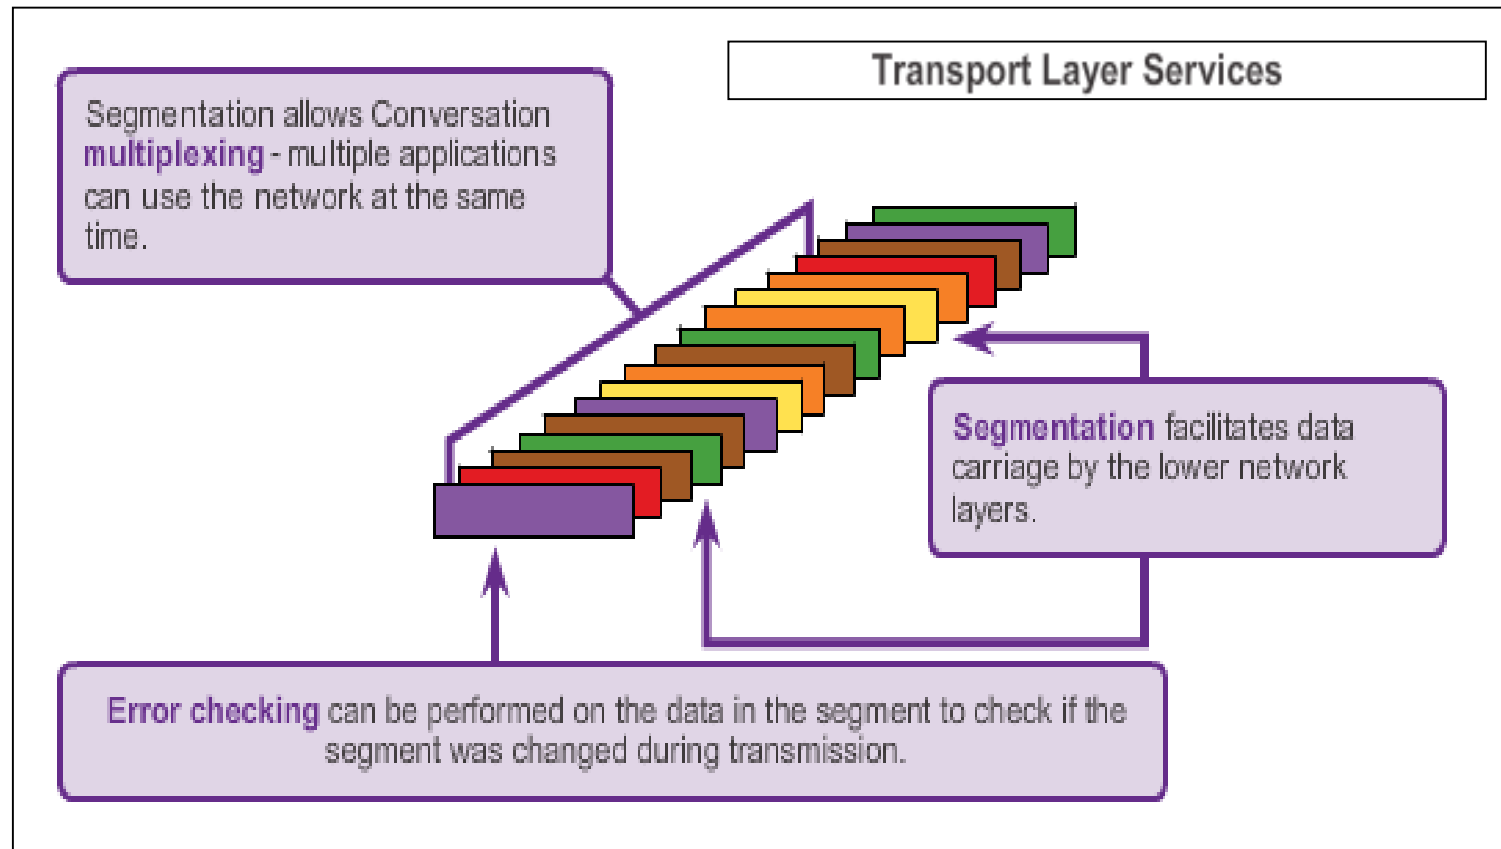 Transport Layer Services
Segmentation allows Conversation
multiplexing - multiple applications
can use the network at the same
time.
Segmentation facilitates data
carriage by the lower network
layers.
Error checking can be performed on the data in the segment to check if the
segment was changed during transmission.